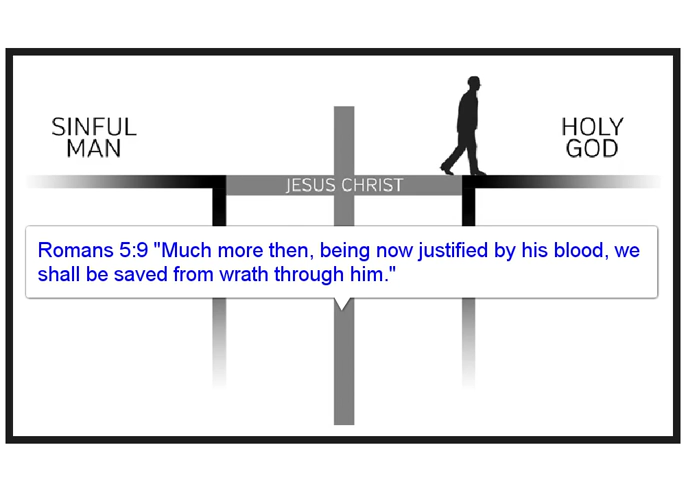 SINFUL
MAN
HOLY
GOD
JESUS CHRIST
Romans 5:9 "Much more then, being now justified by his blood, we
shall be saved from wrath through him."